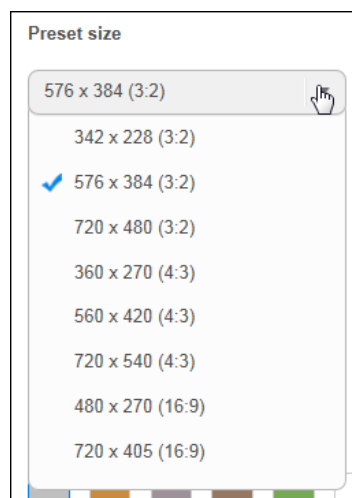 Preset size
576 x 384 (3:2)
342 x 228 (3:2)
576 x 384 (3:2)
720 x 480 (3:2)
360 x 270 (4:3)
560 x 420 (4:3)
720 x 540 (4:3)
480 x 270 (16:9)
720 x 405 (16:9)